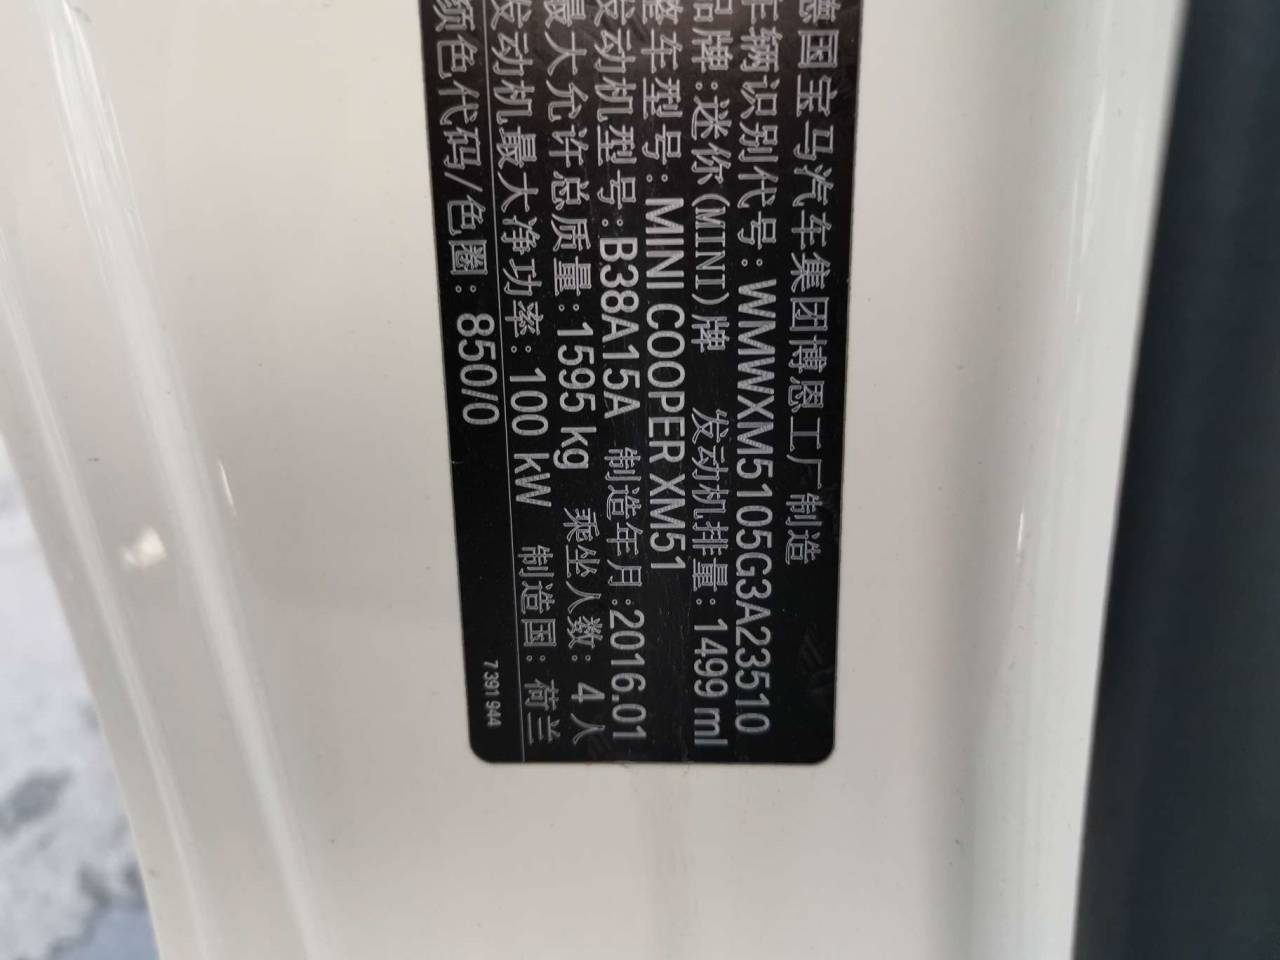 德国宝马汽车集团博恩工厂制造
车辆识别代号: WMWXM5105G3A23510
品牌:迷你(MINI)牌 发动机排量: 1499 ml
整车型号: MINI COOPER XM51
发动机型号: B38A15A 制造年月:2016.01
最大允许总质量: 1595 kg 乘坐人数: 4 人
发动机最大净功率: 100 kW 制造国: 荷兰
颜色代码/色圈: 850/0 7 391 944